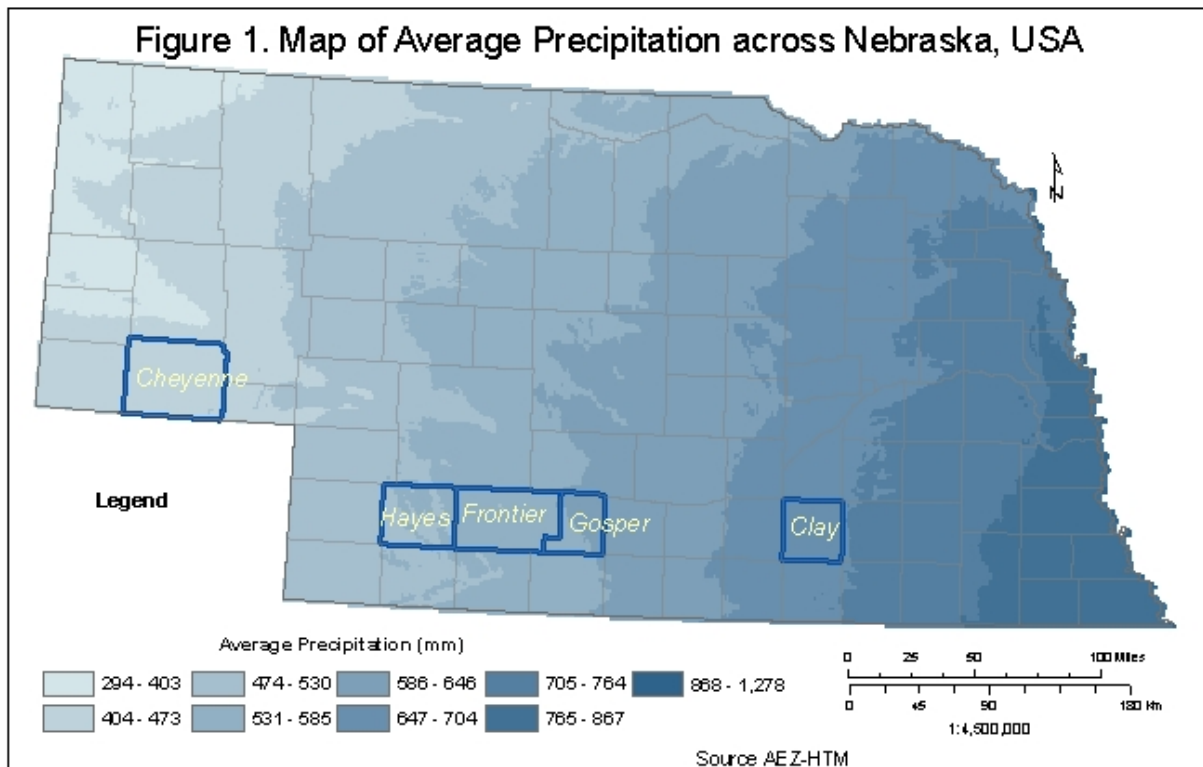 Figure 1. Map of Average Precipitation across Nebraska, USA
N
Cheyenne
Legend
Hayes
Frontier
Gosper
Clay
Average Precipitation (mm)
294 - 403
474 - 530
586 - 646
705 - 764
868 - 1,278
404 - 473
531 - 585
647 - 704
765 - 867
0 25 50 100 Miles
0 45 90 180 Km
1:4,500,000
Source AEZ-HTM